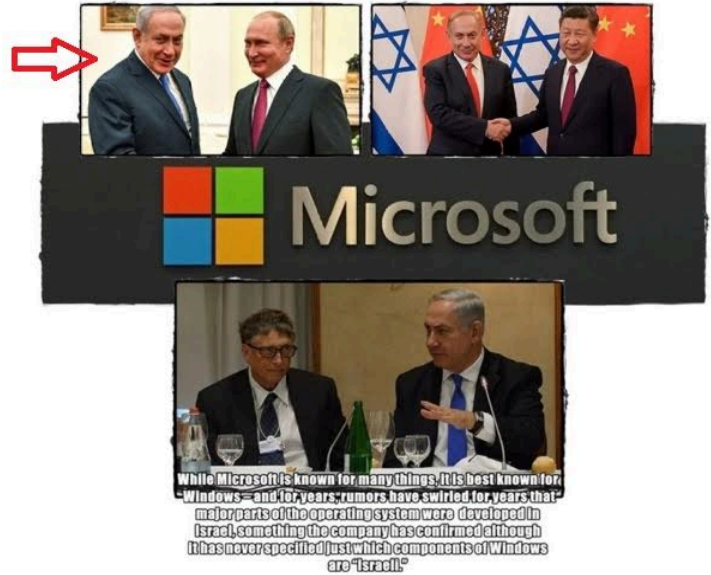 Microsoft
While Microsoft is known for many things, it is best known for
Windows – and for years, rumors have swirled for years that
major parts of the operating system were developed in
Israel, something the company has confirmed although
it has never specified just which components of Windows
are "Israeli."